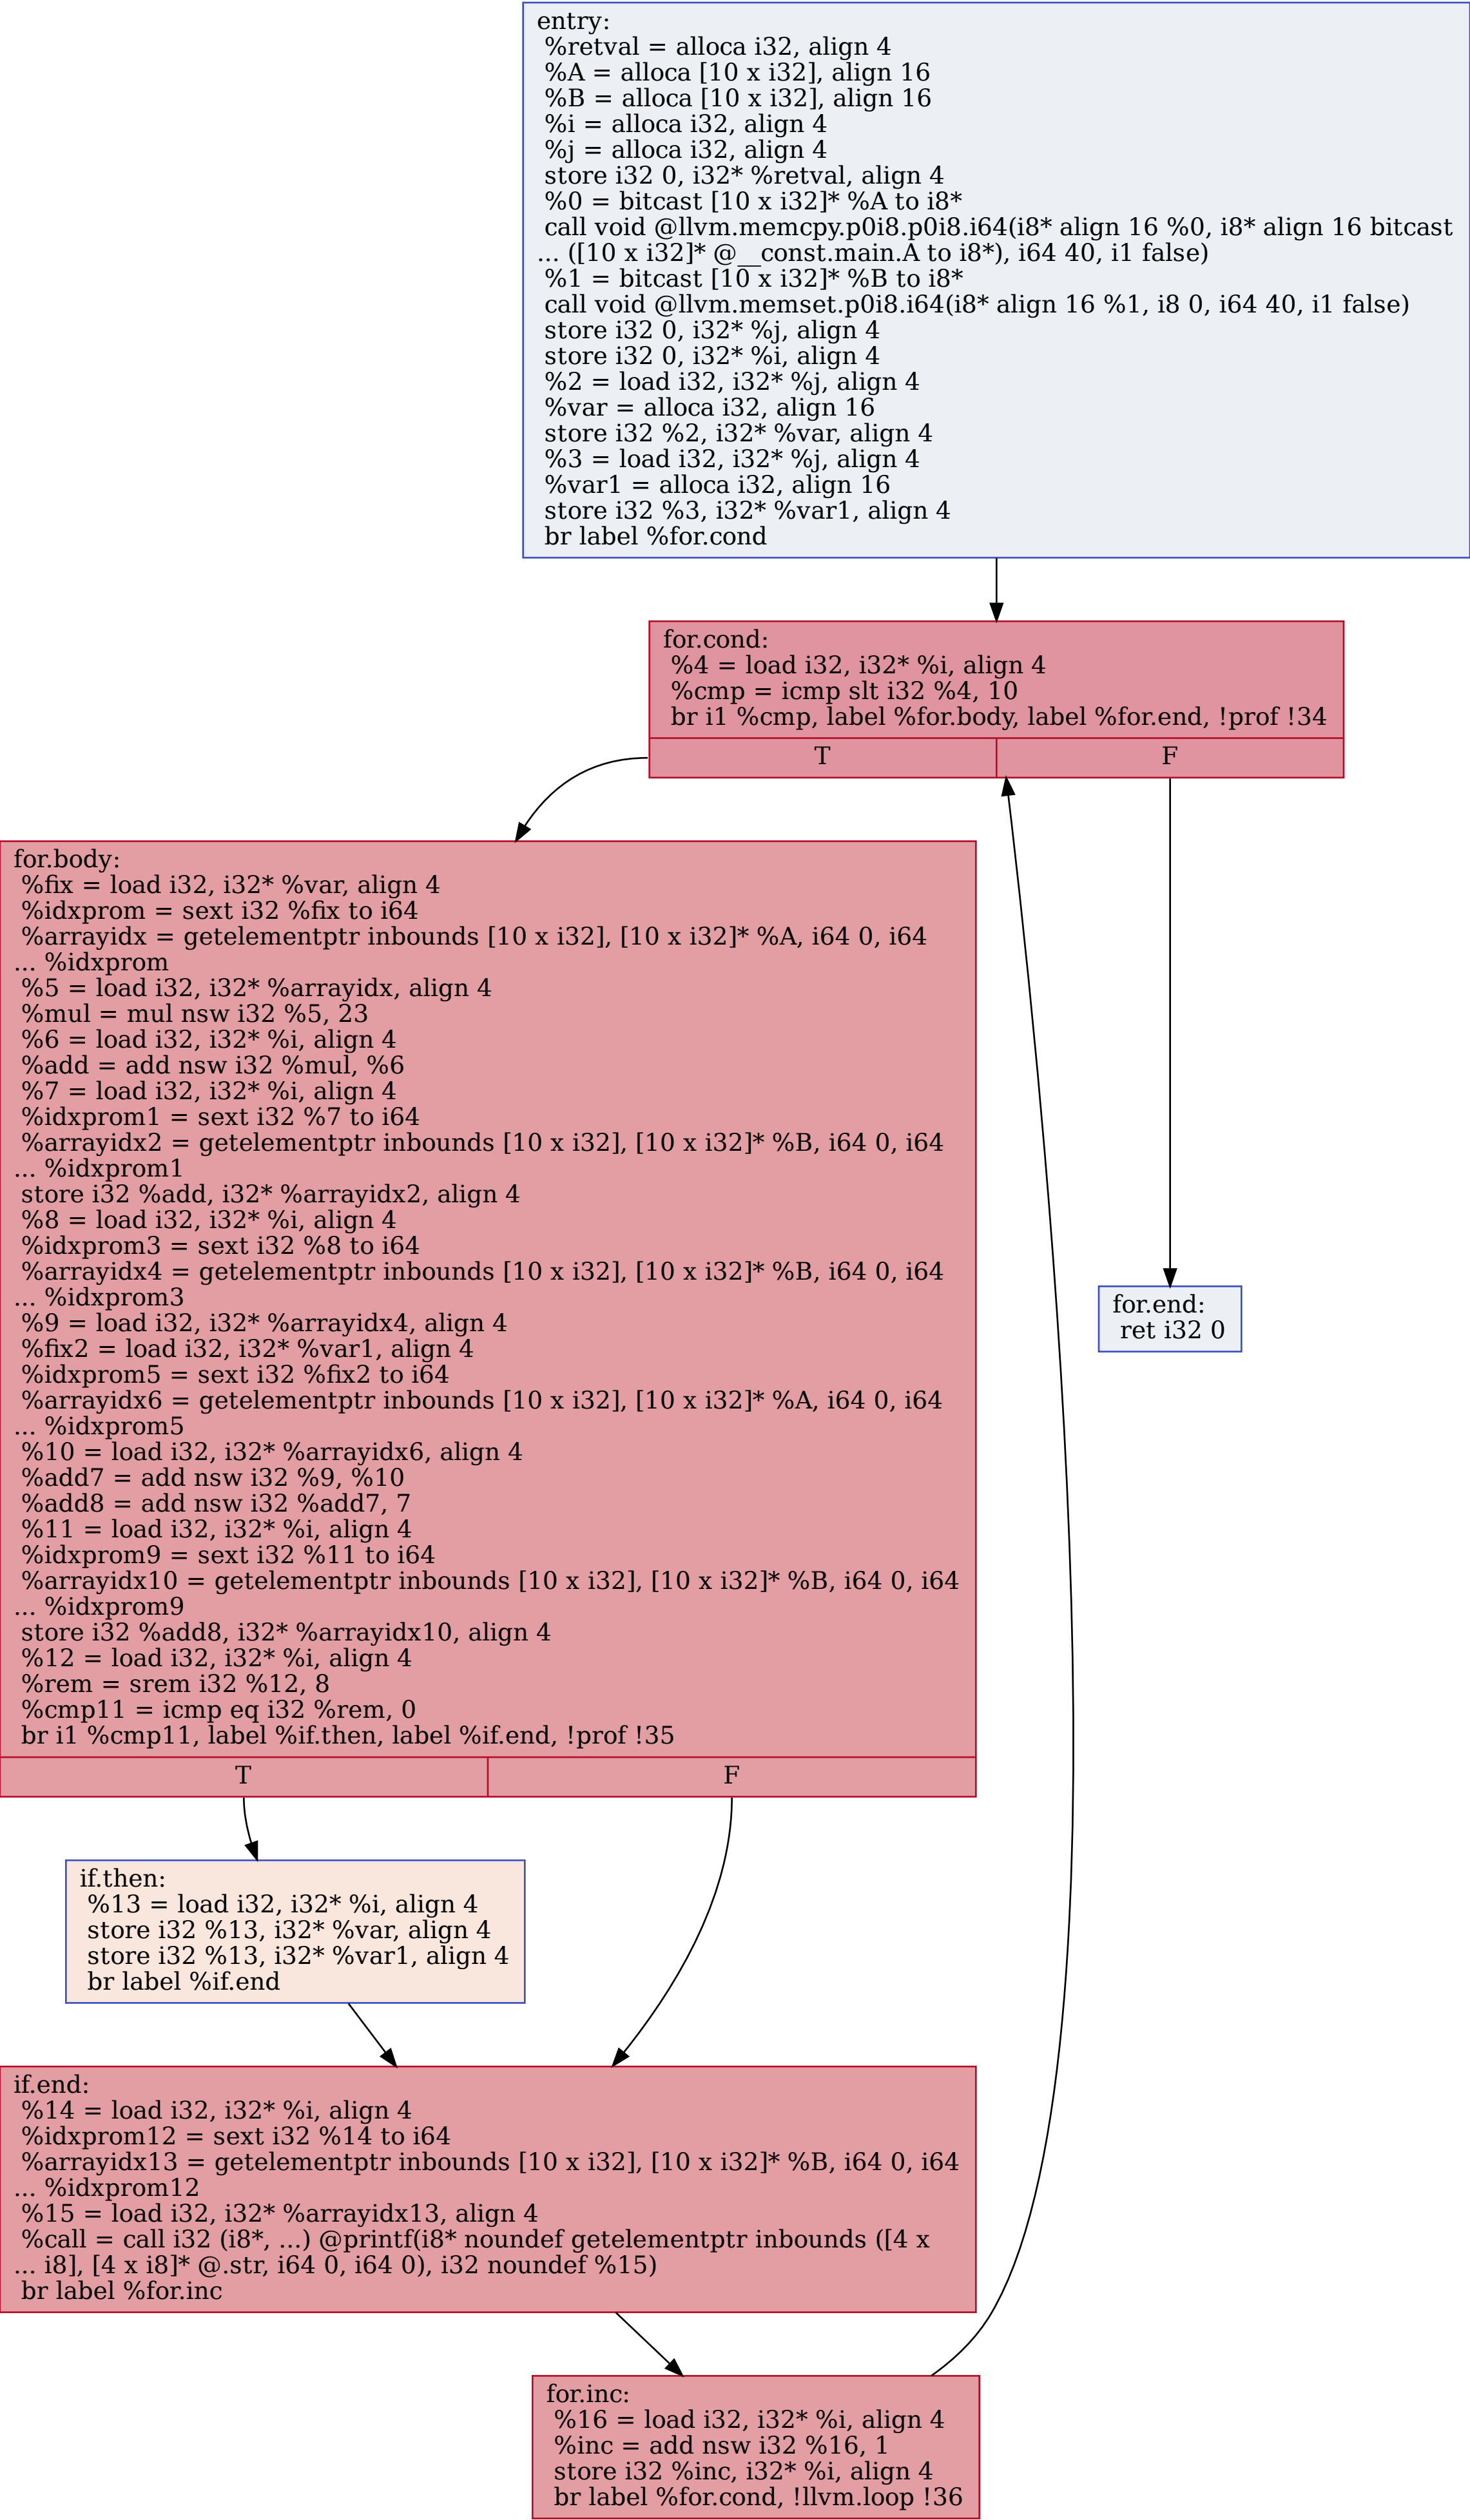 entry:
%retval = alloca i32, align 4
%A = alloca [10 x i32], align 16
%B = alloca [10 x i32], align 16
%i = alloca i32, align 4
%j = alloca i32, align 4
store i32 0, i32* %retval, align 4
%0 = bitcast [10 x i32]* %A to i8*
call void @llvm.memcpy.p0i8.p0i8.i64(i8* align 16 %0, i8* align 16 bitcast
... ([10 x i32]* @__const.main.A to i8*), i64 40, i1 false)
%1 = bitcast [10 x i32]* %B to i8*
call void @llvm.memset.p0i8.i64(i8* align 16 %1, i8 0, i64 40, i1 false)
store i32 0, i32* %j, align 4
store i32 0, i32* %i, align 4
%2 = load i32, i32* %j, align 4
%var = alloca i32, align 16
store i32 %2, i32* %var, align 4
%3 = load i32, i32* %j, align 4
%var1 = alloca i32, align 16
store i32 %3, i32* %var1, align 4
br label %for.cond
for.cond:
%4 = load i32, i32* %i, align 4
%cmp = icmp slt i32 %4, 10
br i1 %cmp, label %for.body, label %for.end, !prof !34
T F
for.body:
%fix = load i32, i32* %var, align 4
%idxprom = sext i32 %fix to i64
%arrayidx = getelementptr inbounds [10 x i32], [10 x i32]* %A, i64 0, i64
... %idxprom
%5 = load i32, i32* %arrayidx, align 4
%mul = mul nsw i32 %5, 23
%6 = load i32, i32* %i, align 4
%add = add nsw i32 %mul, %6
%7 = load i32, i32* %i, align 4
%idxprom1 = sext i32 %7 to i64
%arrayidx2 = getelementptr inbounds [10 x i32], [10 x i32]* %B, i64 0, i64
... %idxprom1
store i32 %add, i32* %arrayidx2, align 4
%8 = load i32, i32* %i, align 4
%idxprom3 = sext i32 %8 to i64
%arrayidx4 = getelementptr inbounds [10 x i32], [10 x i32]* %B, i64 0, i64
... %idxprom3
%9 = load i32, i32* %arrayidx4, align 4
%fix2 = load i32, i32* %var1, align 4
%idxprom5 = sext i32 %fix2 to i64
%arrayidx6 = getelementptr inbounds [10 x i32], [10 x i32]* %A, i64 0, i64
... %idxprom5
%10 = load i32, i32* %arrayidx6, align 4
%add7 = add nsw i32 %9, %10
%add8 = add nsw i32 %add7, 7
%11 = load i32, i32* %i, align 4
%idxprom9 = sext i32 %11 to i64
%arrayidx10 = getelementptr inbounds [10 x i32], [10 x i32]* %B, i64 0, i64
... %idxprom9
store i32 %add8, i32* %arrayidx10, align 4
%12 = load i32, i32* %i, align 4
%rem = srem i32 %12, 8
%cmp11 = icmp eq i32 %rem, 0
br i1 %cmp11, label %if.then, label %if.end, !prof !35
T F
for.end:
ret i32 0
if.then:
%13 = load i32, i32* %i, align 4
store i32 %13, i32* %var, align 4
store i32 %13, i32* %var1, align 4
br label %if.end
if.end:
%14 = load i32, i32* %i, align 4
%idxprom12 = sext i32 %14 to i64
%arrayidx13 = getelementptr inbounds [10 x i32], [10 x i32]* %B, i64 0, i64
... %idxprom12
%15 = load i32, i32* %arrayidx13, align 4
%call = call i32 (i8*, ...) @printf(i8* noundef getelementptr inbounds ([4 x
... i8], [4 x i8]* @.str, i64 0, i64 0), i32 noundef %15)
br label %for.inc
for.inc:
%16 = load i32, i32* %i, align 4
%inc = add nsw i32 %16, 1
store i32 %inc, i32* %i, align 4
br label %for.cond, !llvm.loop !36